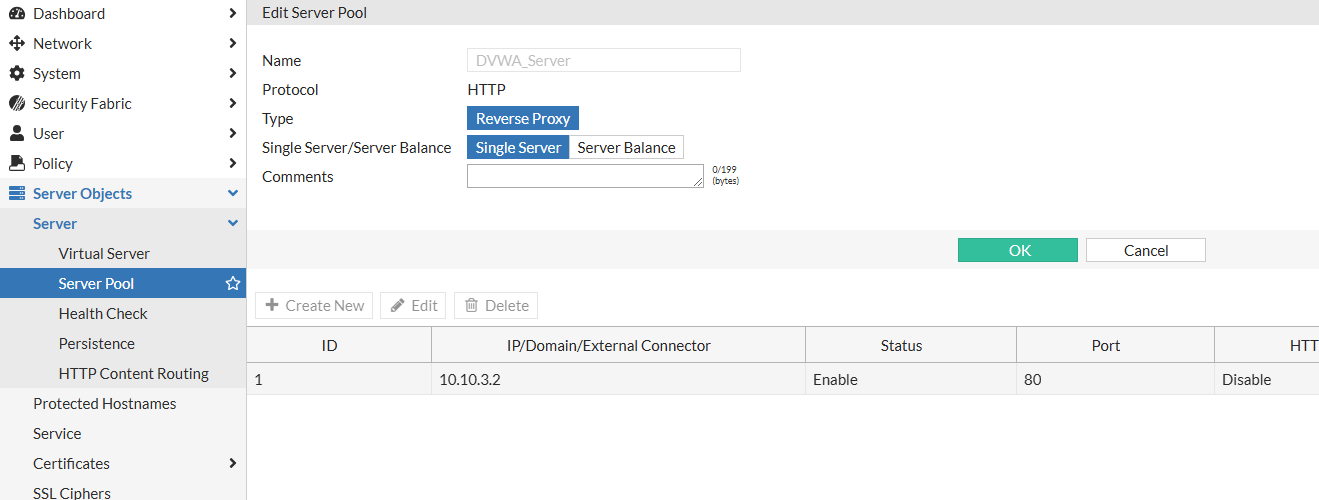 Dashboard
Network
System
Security Fabric
User
Policy
Server Objects
Server
Virtual Server
Server Pool
Health Check
Persistence
HTTP Content Routing
Protected Hostnames
Service
Certificates
SSL Ciphers
Edit Server Pool
Name DVWA_Server
Protocol HTTP
Type Reverse Proxy
Single Server/Server Balance Single Server Server Balance
Comments 0/199
(bytes)
OK Cancel
Create New Edit Delete
ID IP/Domain/External Connector Status Port HTT
1 10.10.3.2 Enable 80 Disable